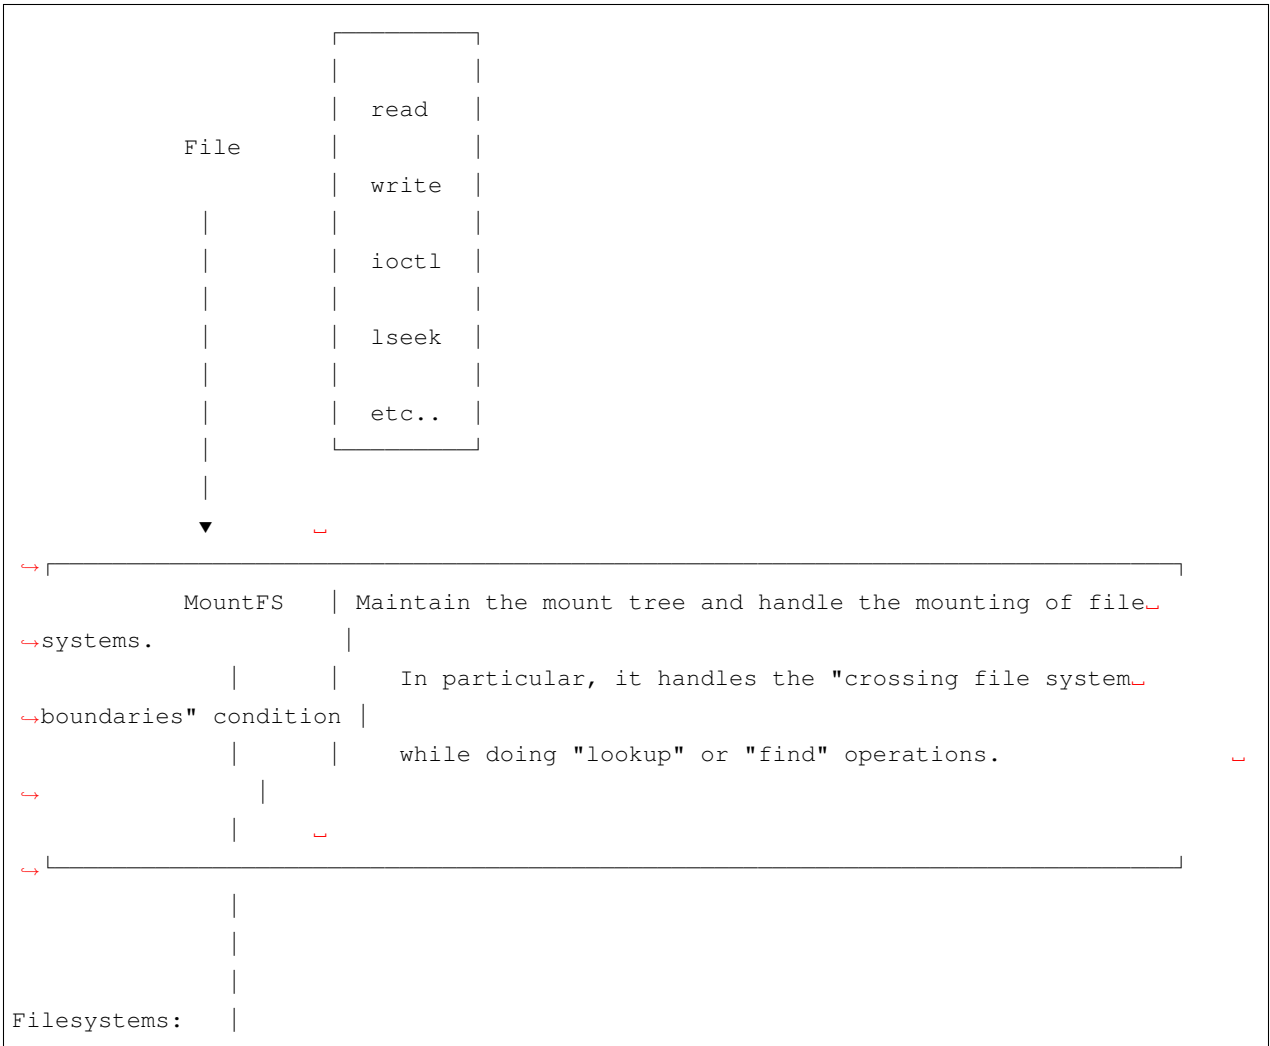 read
File
write
ioctl
lseek
etc..
MountFS Maintain the mount tree and handle the mounting of file
systems.
In particular, it handles the "crossing file system
boundaries" condition
while doing "lookup" or "find" operations.
Filesystems: